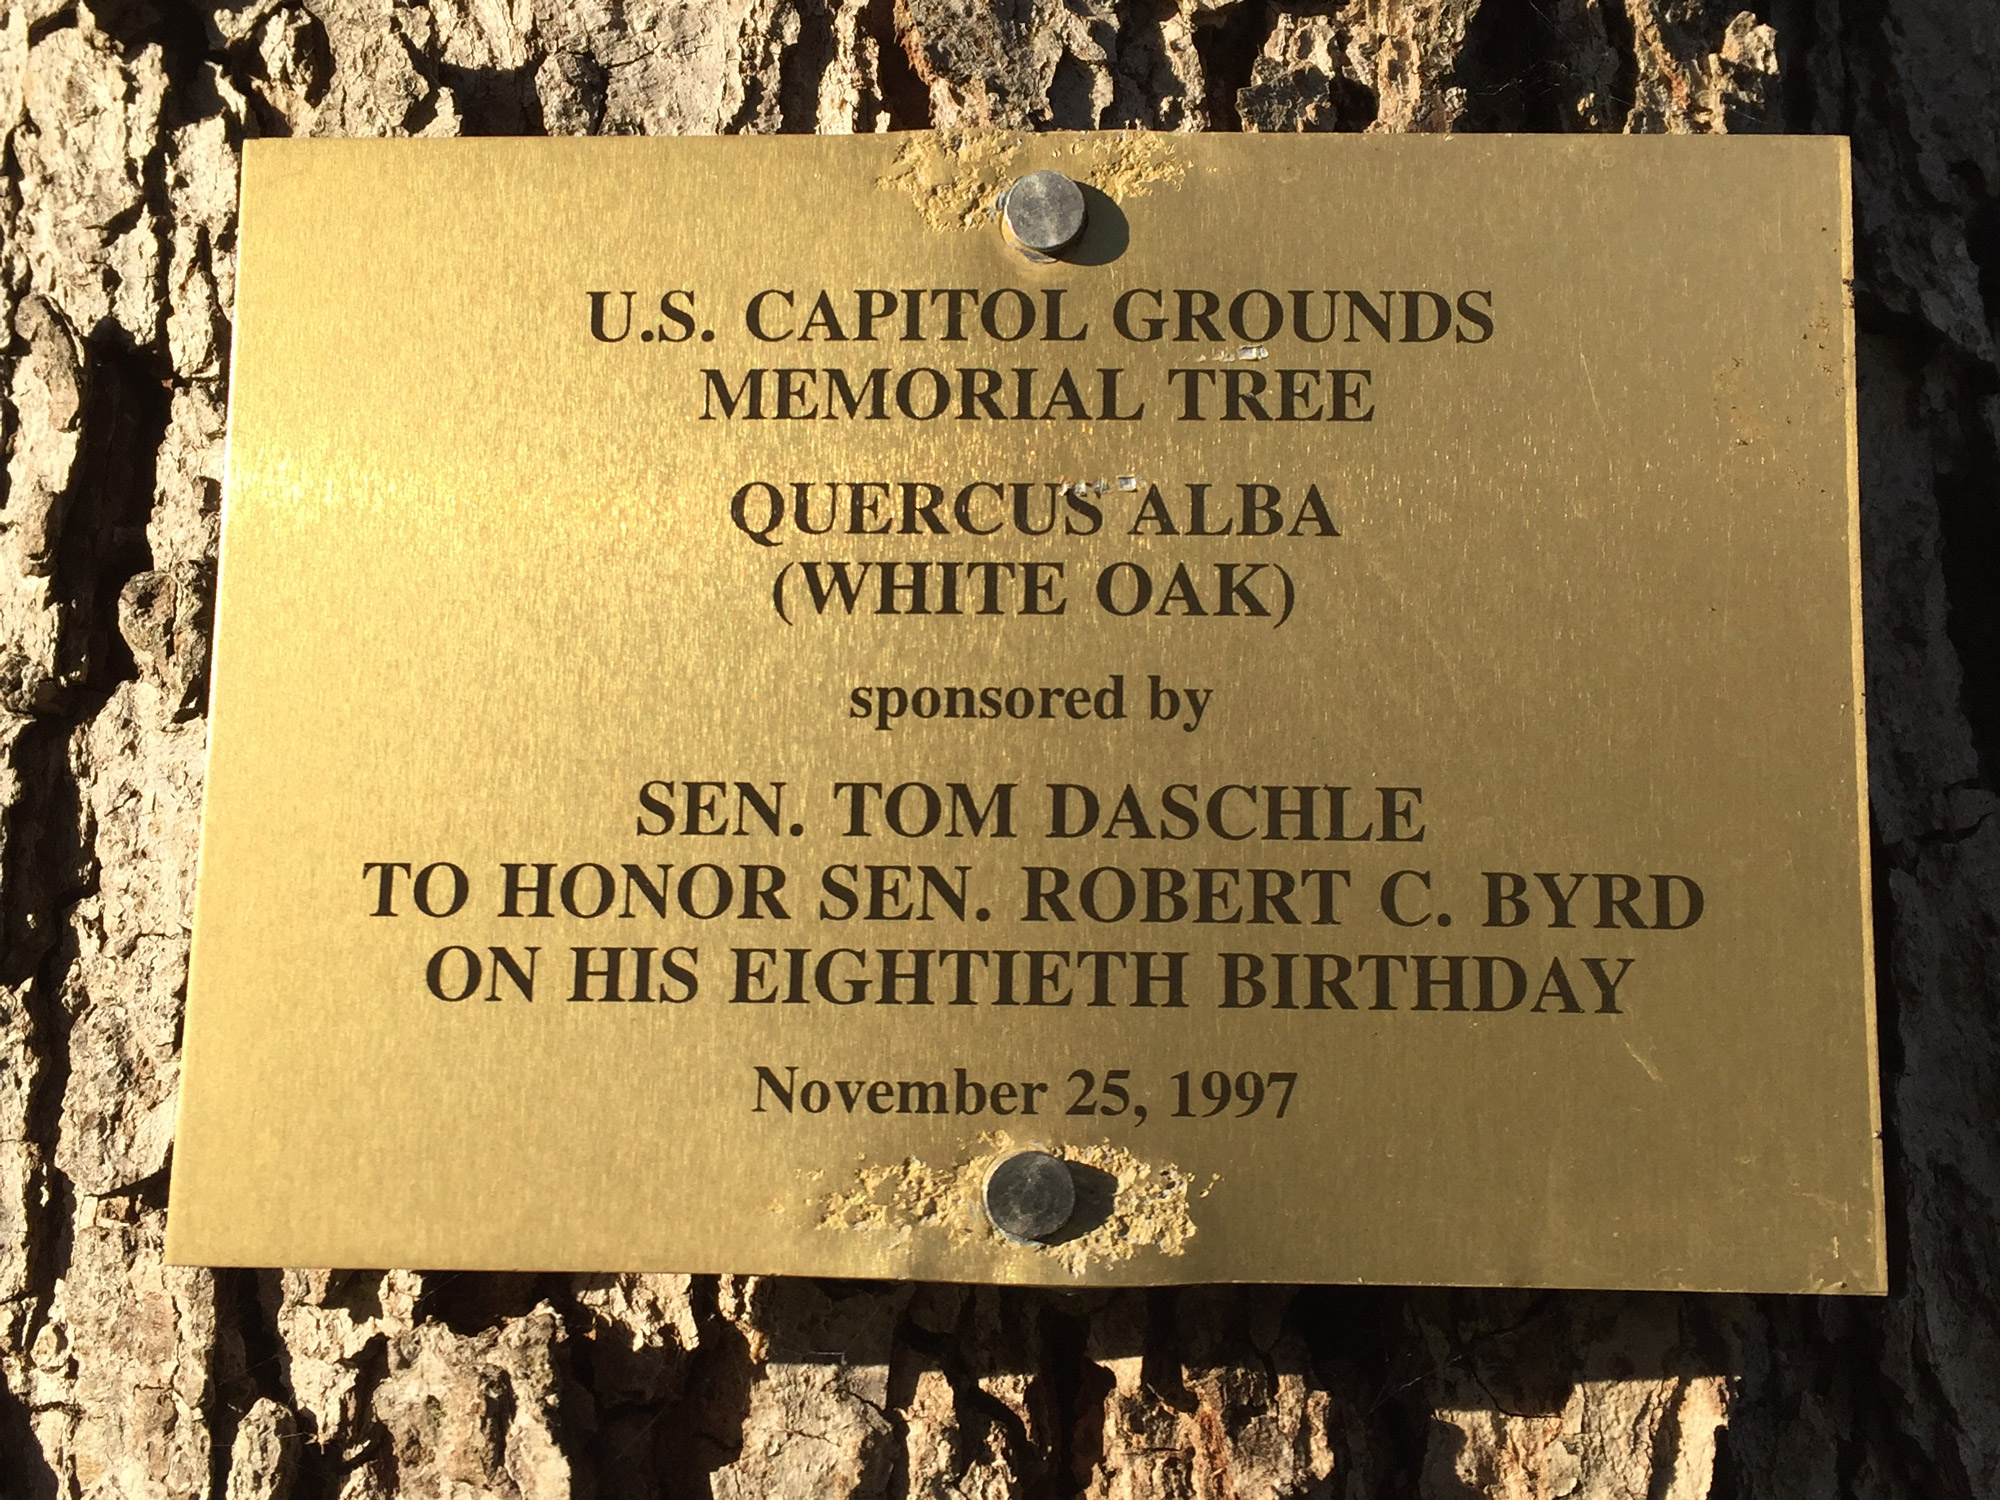 U.S. CAPITOL GROUNDS
MEMORIAL TREE
QUERCUS ALBA
(WHITE OAK)
sponsored by
SEN. TOM DASCHLE
TO HONOR SEN. ROBERT C. BYRD
ON HIS EIGHTIETH BIRTHDAY
November 25, 1997